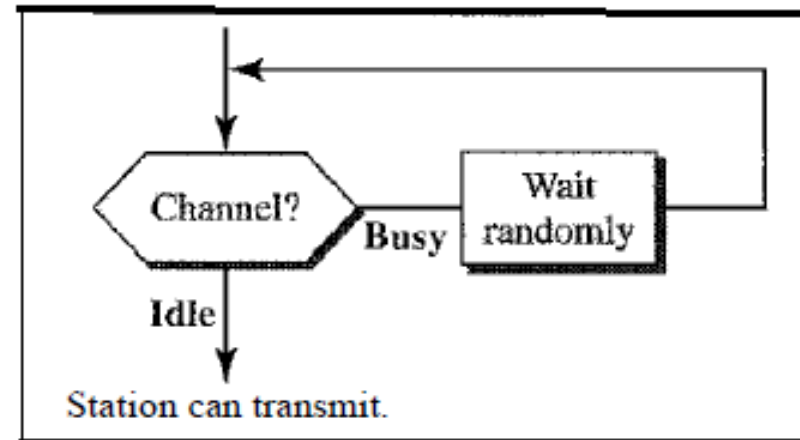 Channel?
Busy
Wait
randomly
Idle
Station can transmit.